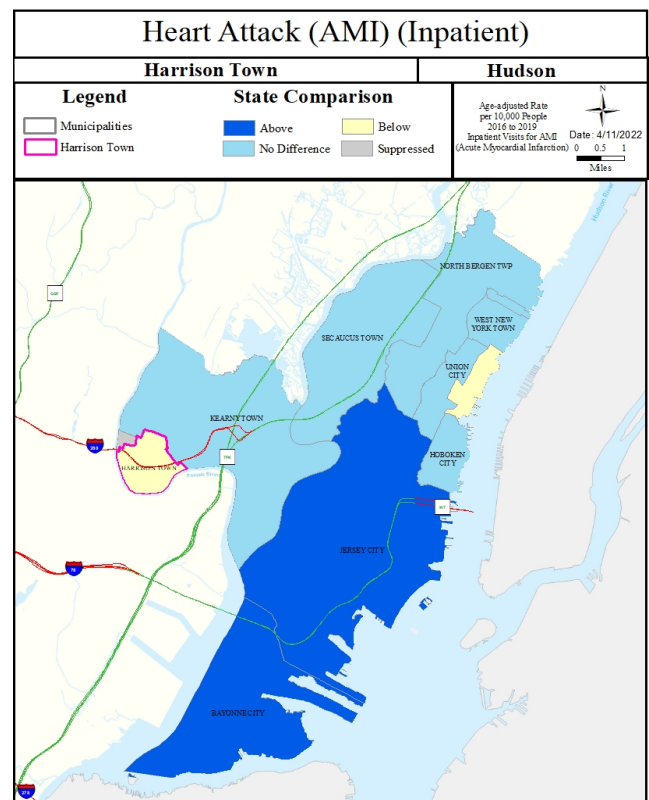 Heart Attack (AMI) (Inpatient)
Harrison Town
Hudson
Legend
Municipalities
Harrison Town
State Comparison
Above
No Difference
Below
Suppressed
Age-adjusted Rate
per 10,000 People
2016 to 2019
Inpatient Visits for AMI
(Acute Myocardial Infarction)
N
Date: 4/11/2022
0 0.5 1
Miles
Hudson River
NORTH BERGEN TWP
WEST NEW
YORK TOWN
SECAUCUS TOWN
UNION
CITY
KEARNY TOWN
HOBOKEN
CITY
HARRISON TOWN
JERSEY CITY
BAYONNE CITY
280
78
278